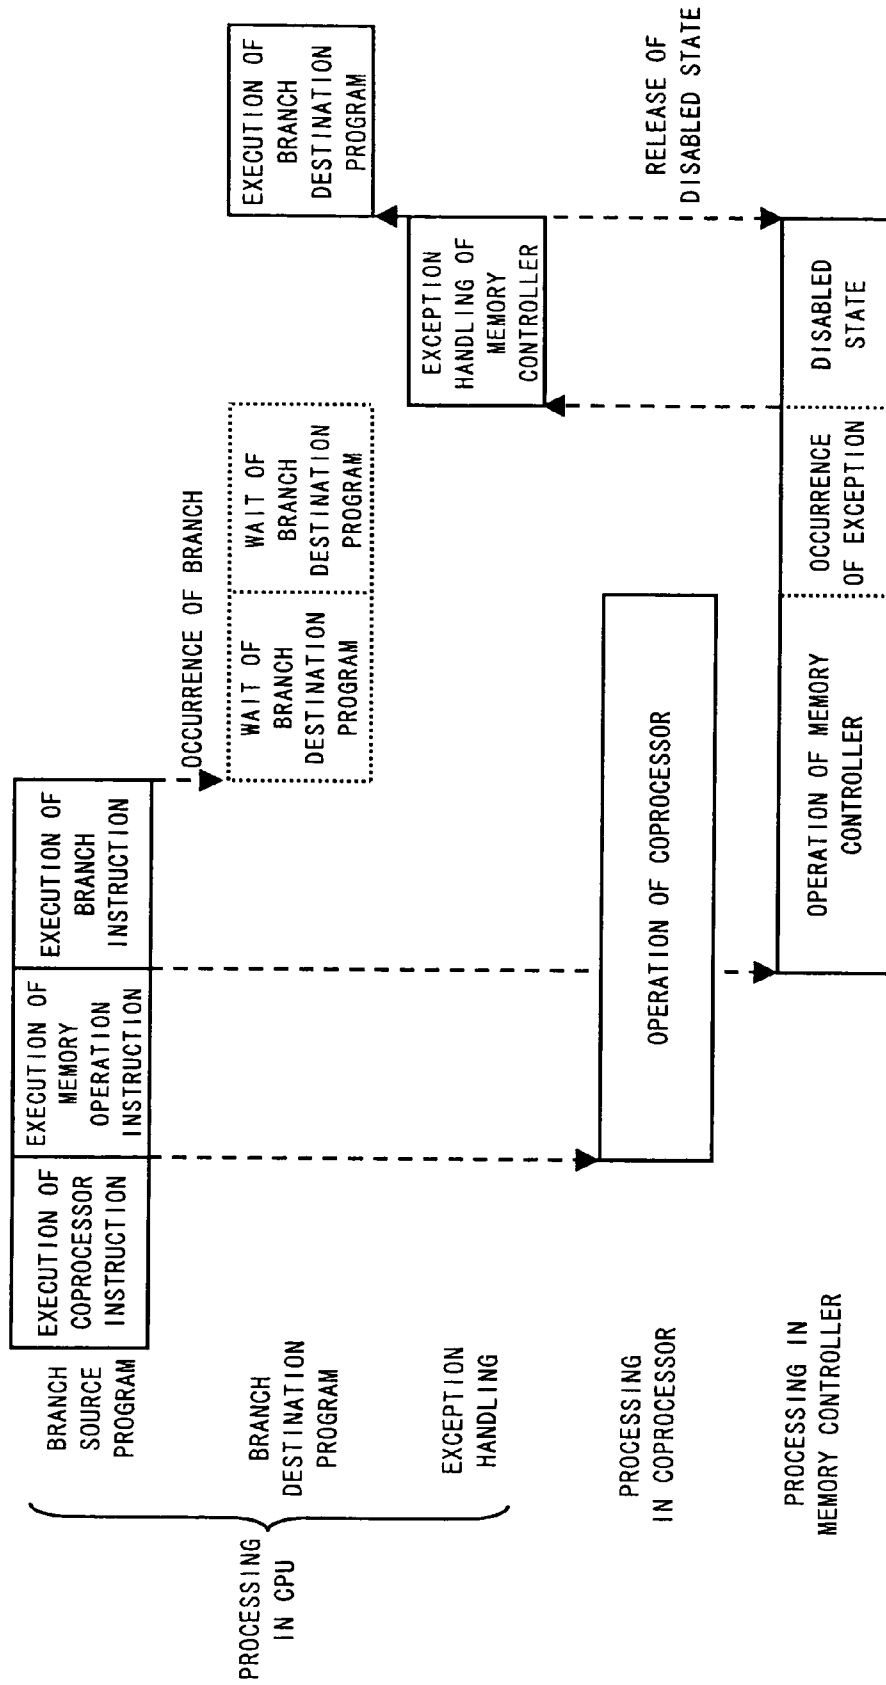 PROCESSING
IN CPU
BRANCH
SOURCE
PROGRAM
EXECUTION OF
COPROCESSOR
INSTRUCTION
EXECUTION OF
MEMORY
OPERATION
INSTRUCTION
EXECUTION OF
BRANCH
INSTRUCTION
OCCURRENCE OF BRANCH
BRANCH
DESTINATION
PROGRAM
WAIT OF
BRANCH
DESTINATION
PROGRAM
WAIT OF
BRANCH
DESTINATION
PROGRAM
EXECUTION OF
BRANCH
DESTINATION
PROGRAM
EXCEPTION
HANDLING
EXCEPTION
HANDLING OF
MEMORY
CONTROLLER
RELEASE OF
DISABLED STATE
PROCESSING
IN COPROCESSOR
OPERATION OF COPROCESSOR
PROCESSING IN
MEMORY CONTROLLER
OPERATION OF MEMORY
CONTROLLER
OCCURRENCE
OF EXCEPTION
DISABLED
STATE